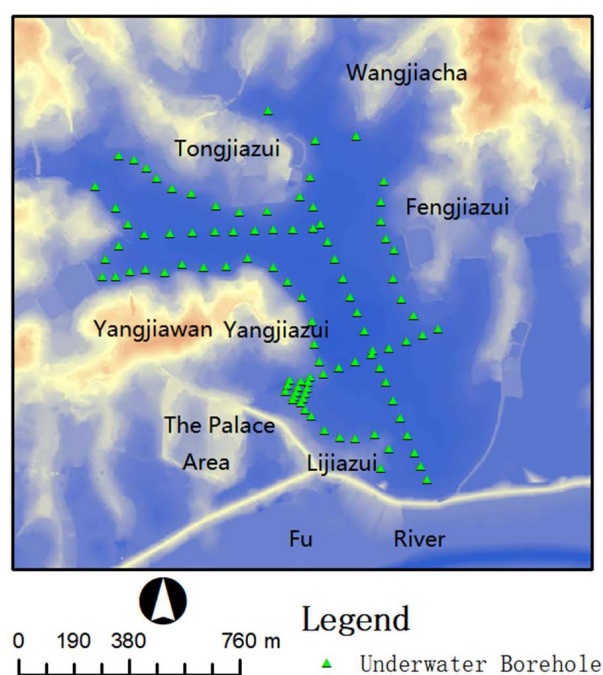 Wangjiacha
Tongjiazui
Fengjiazui
Yangjiawan Yangjiazui
The Palace
Area
Lijiazui
Fu River
0 190 380 760 m
Legend
Underwater Borehole